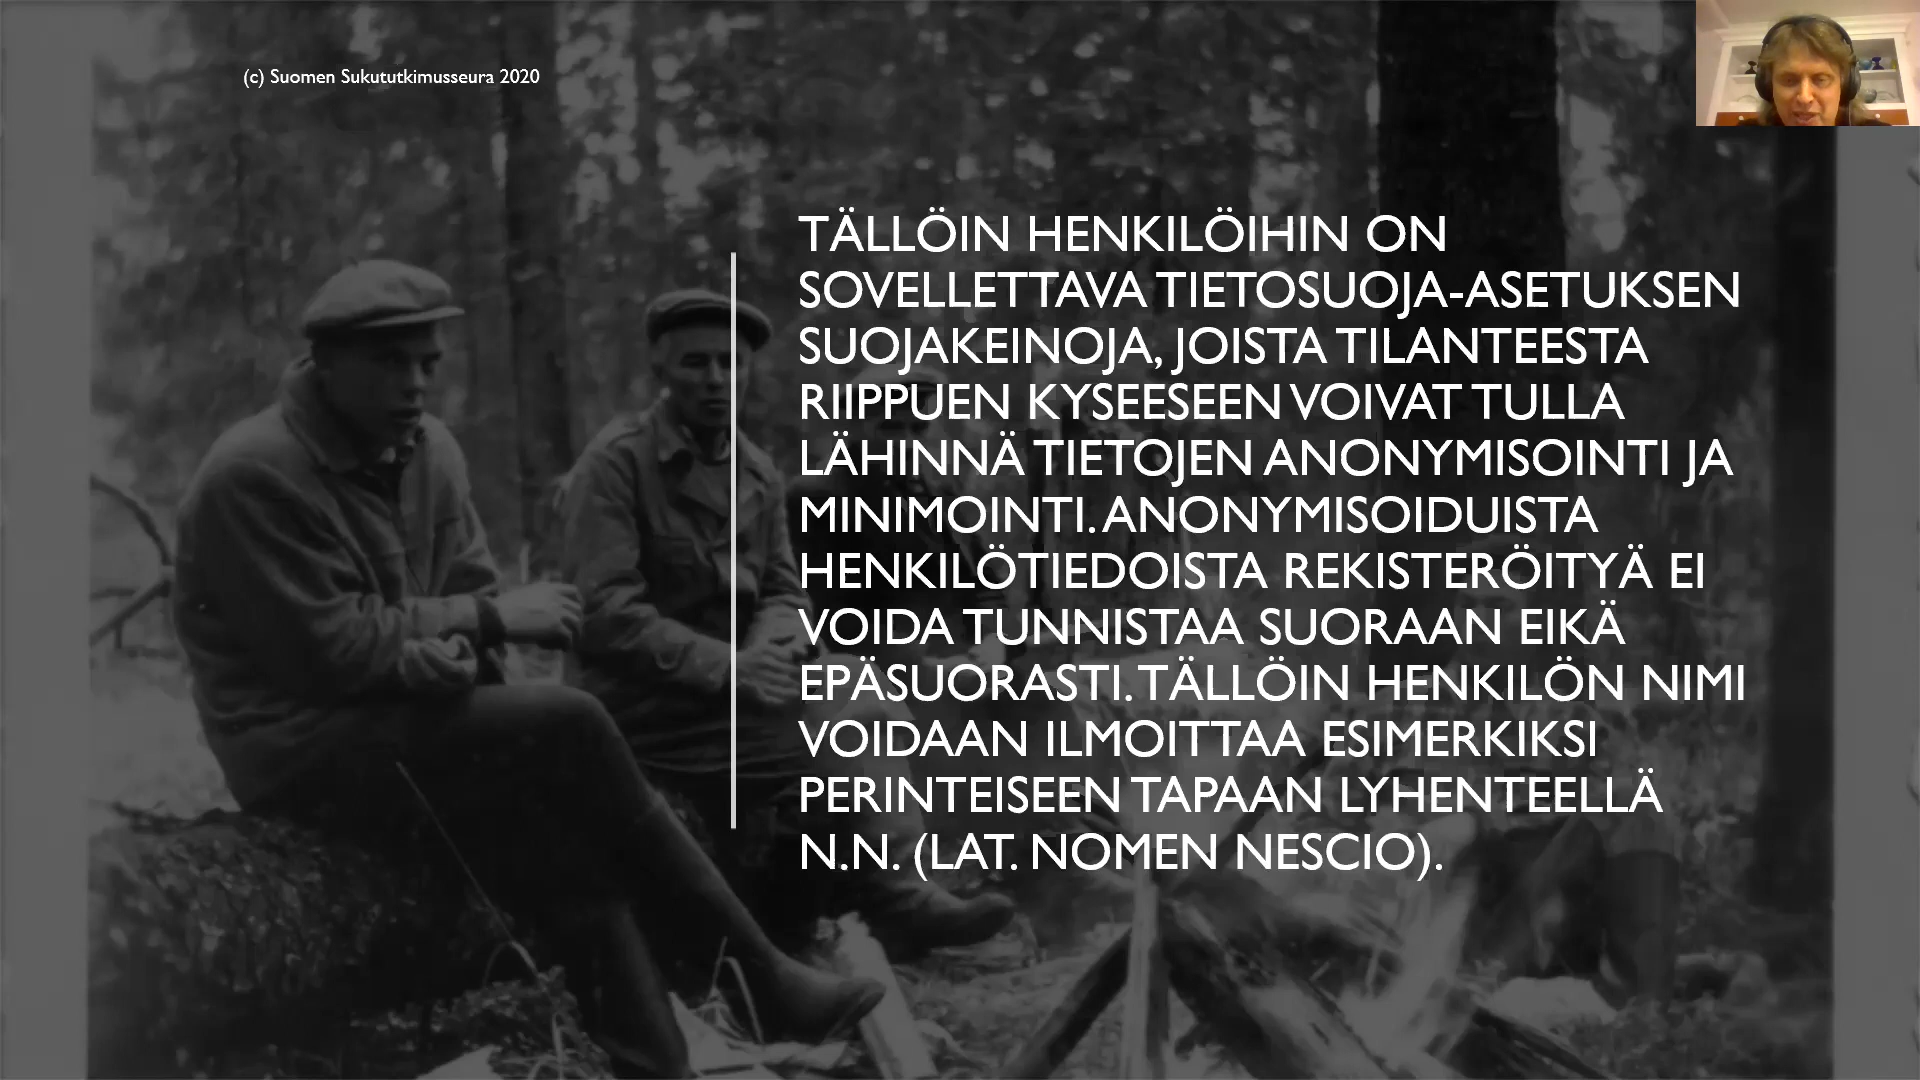 (c) Suomen Sukututkimusseura 2020
TÄLLÖIN HENKILÖIHIN ON
SOVELLETTAVA TIETOSUOJA-ASETUKSEN
SUOJAKEINOJA, JOISTA TILANTEESTA
RIIPPUEN KYSEESEEN VOIVAT TULLA
LÄHINNÄ TIETOJEN ANONYMISOINTI JA
MINIMOINTI. ANONYMISOIDUISTA
HENKILÖTIEDOISTA REKISTERÖITYÄ EI
VOIDA TUNNISTAA SUORAAN EIKÄ
EPÄSUORASTI. TÄLLÖIN HENKILÖN NIMI
VOIDAAN ILMOITTAA ESIMERKIKSI
PERINTEISEEN TAPAAN LYHENTEELLÄ
N.N. (LAT. NOMEN NESCIO).